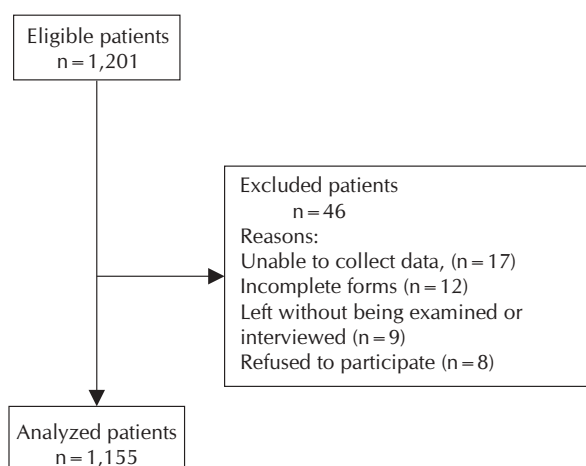 Eligible patients
n=1,201
Excluded patients
n=46
Reasons:
Unable to collect data, (n=17)
Incomplete forms (n=12)
Left without being examined or
interviewed (n=9)
Refused to participate (n=8)
Analyzed patients
n=1,155